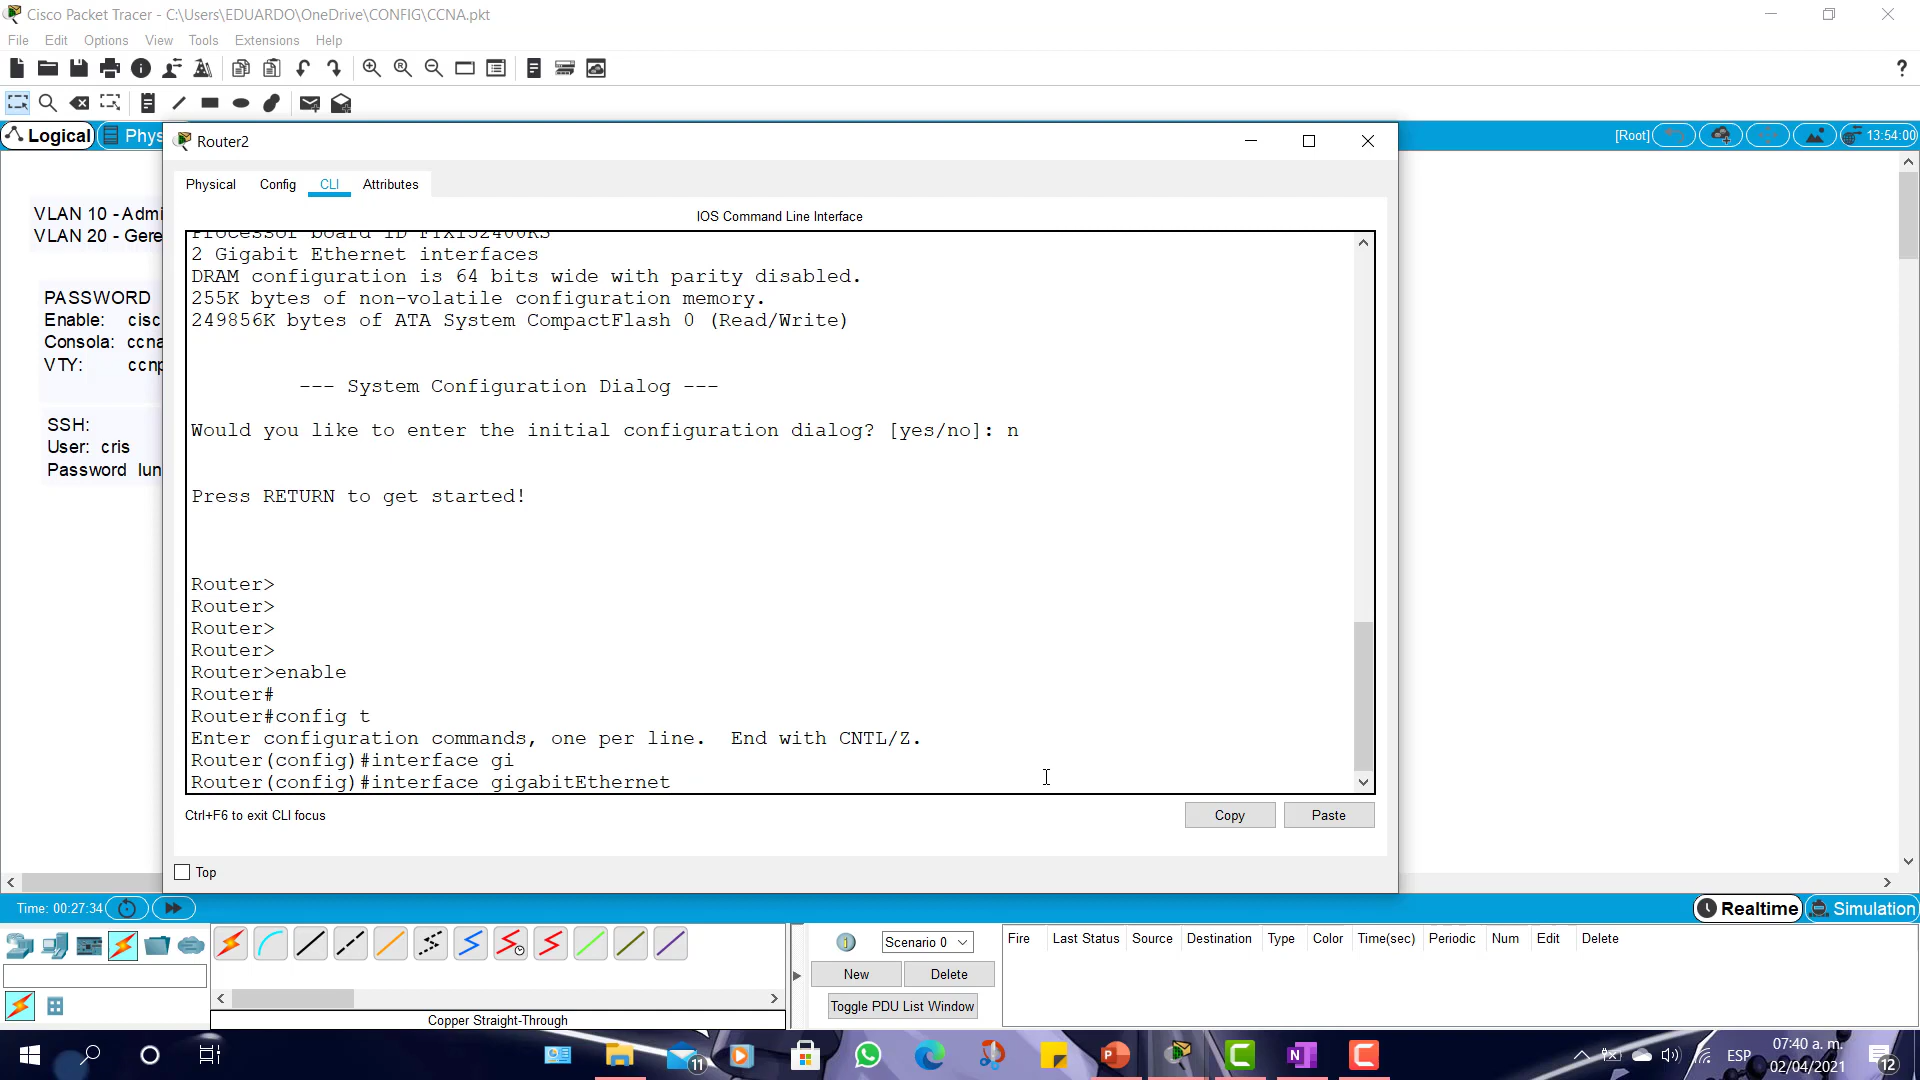 Cisco Packet Tracer - C:\Users\EDUARDO\OneDrive\CONFIG\CCNA.pkt
File Edit Options View Tools Extensions Help
Logical Phys
[Root] 13:54:00
VLAN 10 - Admi
VLAN 20 - Gere
PASSWORD
Enable: cisc
Consola: ccna
VTY: ccnp
SSH:
User: cris
Password lun
Router2
Physical Config CLI Attributes
IOS Command Line Interface
Processor board ID FTX152400KS
2 Gigabit Ethernet interfaces
DRAM configuration is 64 bits wide with parity disabled.
255K bytes of non-volatile configuration memory.
249856K bytes of ATA System CompactFlash 0 (Read/Write)
--- System Configuration Dialog ---
Would you like to enter the initial configuration dialog? [yes/no]: n
Press RETURN to get started!
Router>
Router>
Router>
Router>
Router>enable
Router#
Router#config t
Enter configuration commands, one per line. End with CNTL/Z.
Router(config)#interface gi
Router(config)#interface gigabitEthernet
Ctrl+F6 to exit CLI focus
Copy Paste
Top
Time: 00:27:34
Realtime Simulation
Scenario 0
New Delete
Toggle PDU List Window
Fire Last Status Source Destination Type Color Time(sec) Periodic Num Edit Delete
Copper Straight-Through
11
ESP
07:40 a. m.
02/04/2021
12